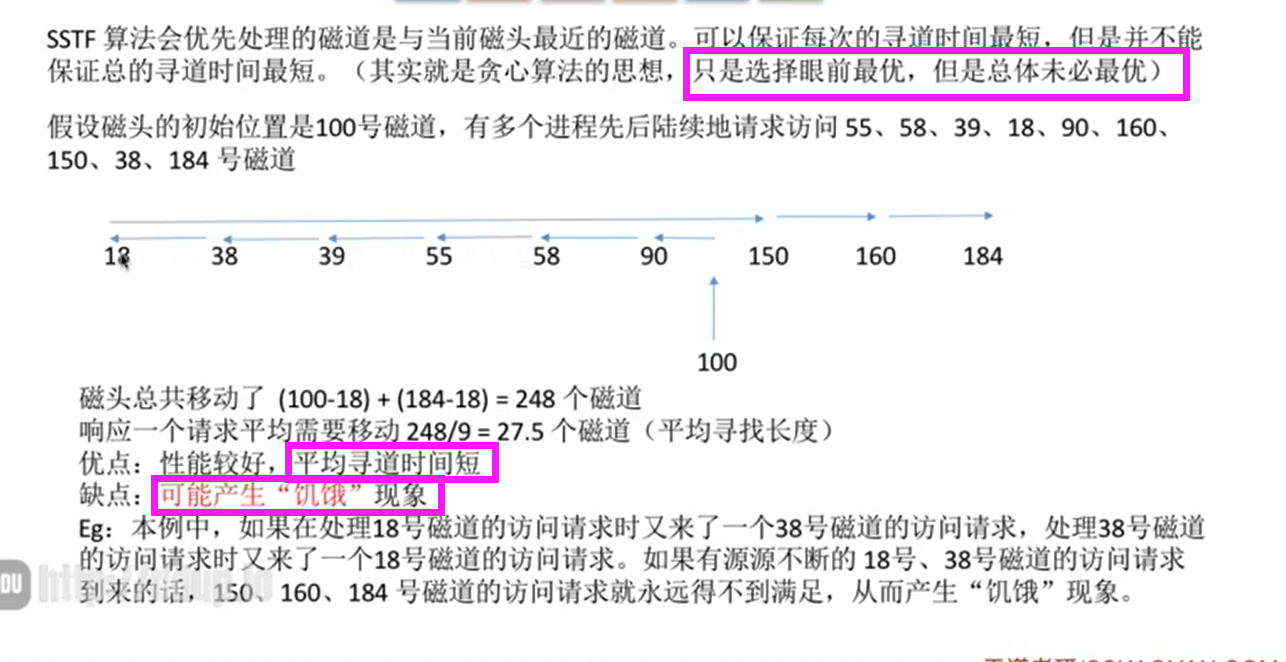 SSTF 算法会优先处理的磁道是与当前磁头最近的磁道。可以保证每次的寻道时间最短，但是并不能
保证总的寻道时间最短。（其实就是贪心算法的思想，只是选择眼前最优，但是总体未必最优）
假设磁头的初始位置是100号磁道，有多个进程先后陆续地请求访问 55、58、39、18、90、160、
150、38、184 号磁道
18 38 39 55 58 90 150 160 184
100
磁头总共移动了 (100-18) + (184-18) = 248 个磁道
响应一个请求平均需要移动 248/9 = 27.5 个磁道（平均寻找长度）
优点：性能较好，平均寻道时间短
缺点：可能产生“饥饿”现象
Eg：本例中，如果在处理18号磁道的访问请求时又来了一个38号磁道的访问请求，处理38号磁道
的访问请求时又来了一个18号磁道的访问请求。如果有源源不断的 18号、38号磁道的访问请求
到来的话，150、160、184 号磁道的访问请求就永远得不到满足，从而产生“饥饿”现象。
DU